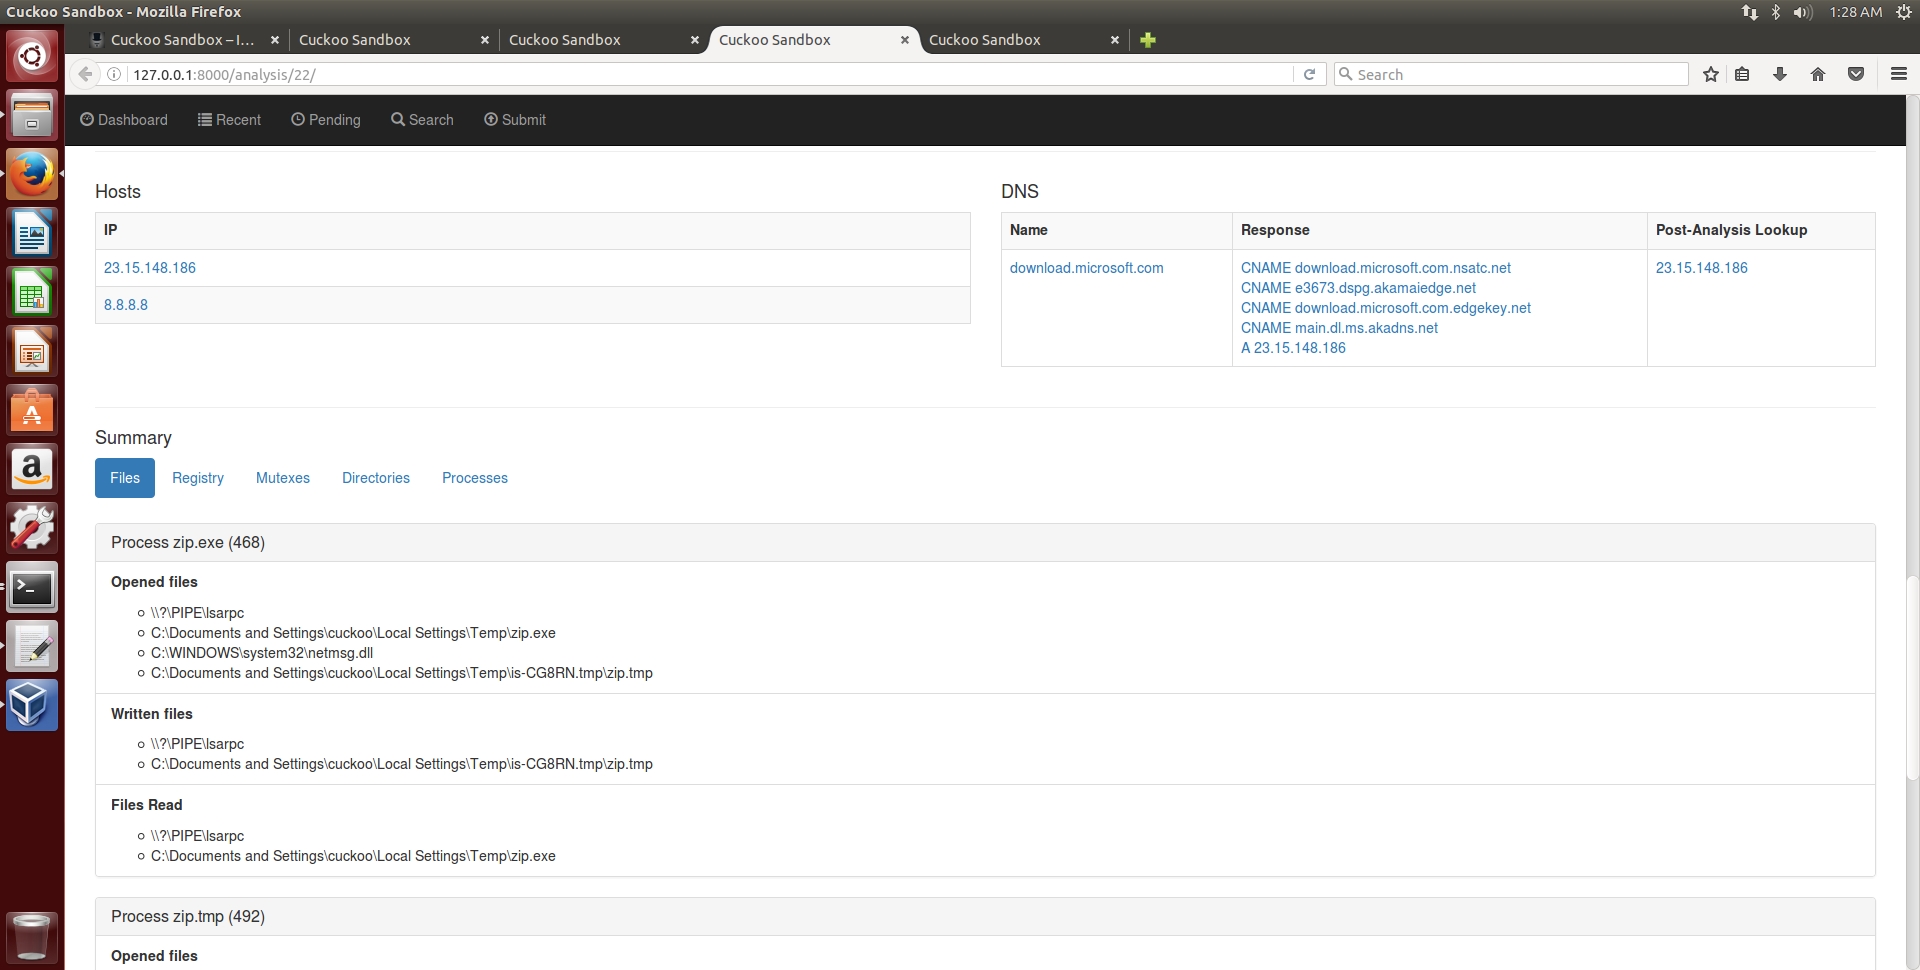 Cuckoo Sandbox - Mozilla Firefox
1:28 AM
Cuckoo Sandbox – I...
Cuckoo Sandbox
Cuckoo Sandbox
Cuckoo Sandbox
Cuckoo Sandbox
127.0.0.1:8000/analysis/22/
Search
Dashboard
Recent
Pending
Search
Submit
Hosts
IP
23.15.148.186
8.8.8.8
DNS
Name
Response
Post-Analysis Lookup
download.microsoft.com
CNAME download.microsoft.com.nsatc.net
CNAME e3673.dspg.akamaiedge.net
CNAME download.microsoft.com.edgekey.net
CNAME main.dl.ms.akadns.net
A 23.15.148.186
23.15.148.186
Summary
Files
Registry
Mutexes
Directories
Processes
Process zip.exe (468)
Opened files
\\?\PIPE\lsarpc
C:\Documents and Settings\cuckoo\Local Settings\Temp\zip.exe
C:\WINDOWS\system32\netmsg.dll
C:\Documents and Settings\cuckoo\Local Settings\Temp\is-CG8RN.tmp\zip.tmp
Written files
\\?\PIPE\lsarpc
C:\Documents and Settings\cuckoo\Local Settings\Temp\is-CG8RN.tmp\zip.tmp
Files Read
\\?\PIPE\lsarpc
C:\Documents and Settings\cuckoo\Local Settings\Temp\zip.exe
Process zip.tmp (492)
Opened files